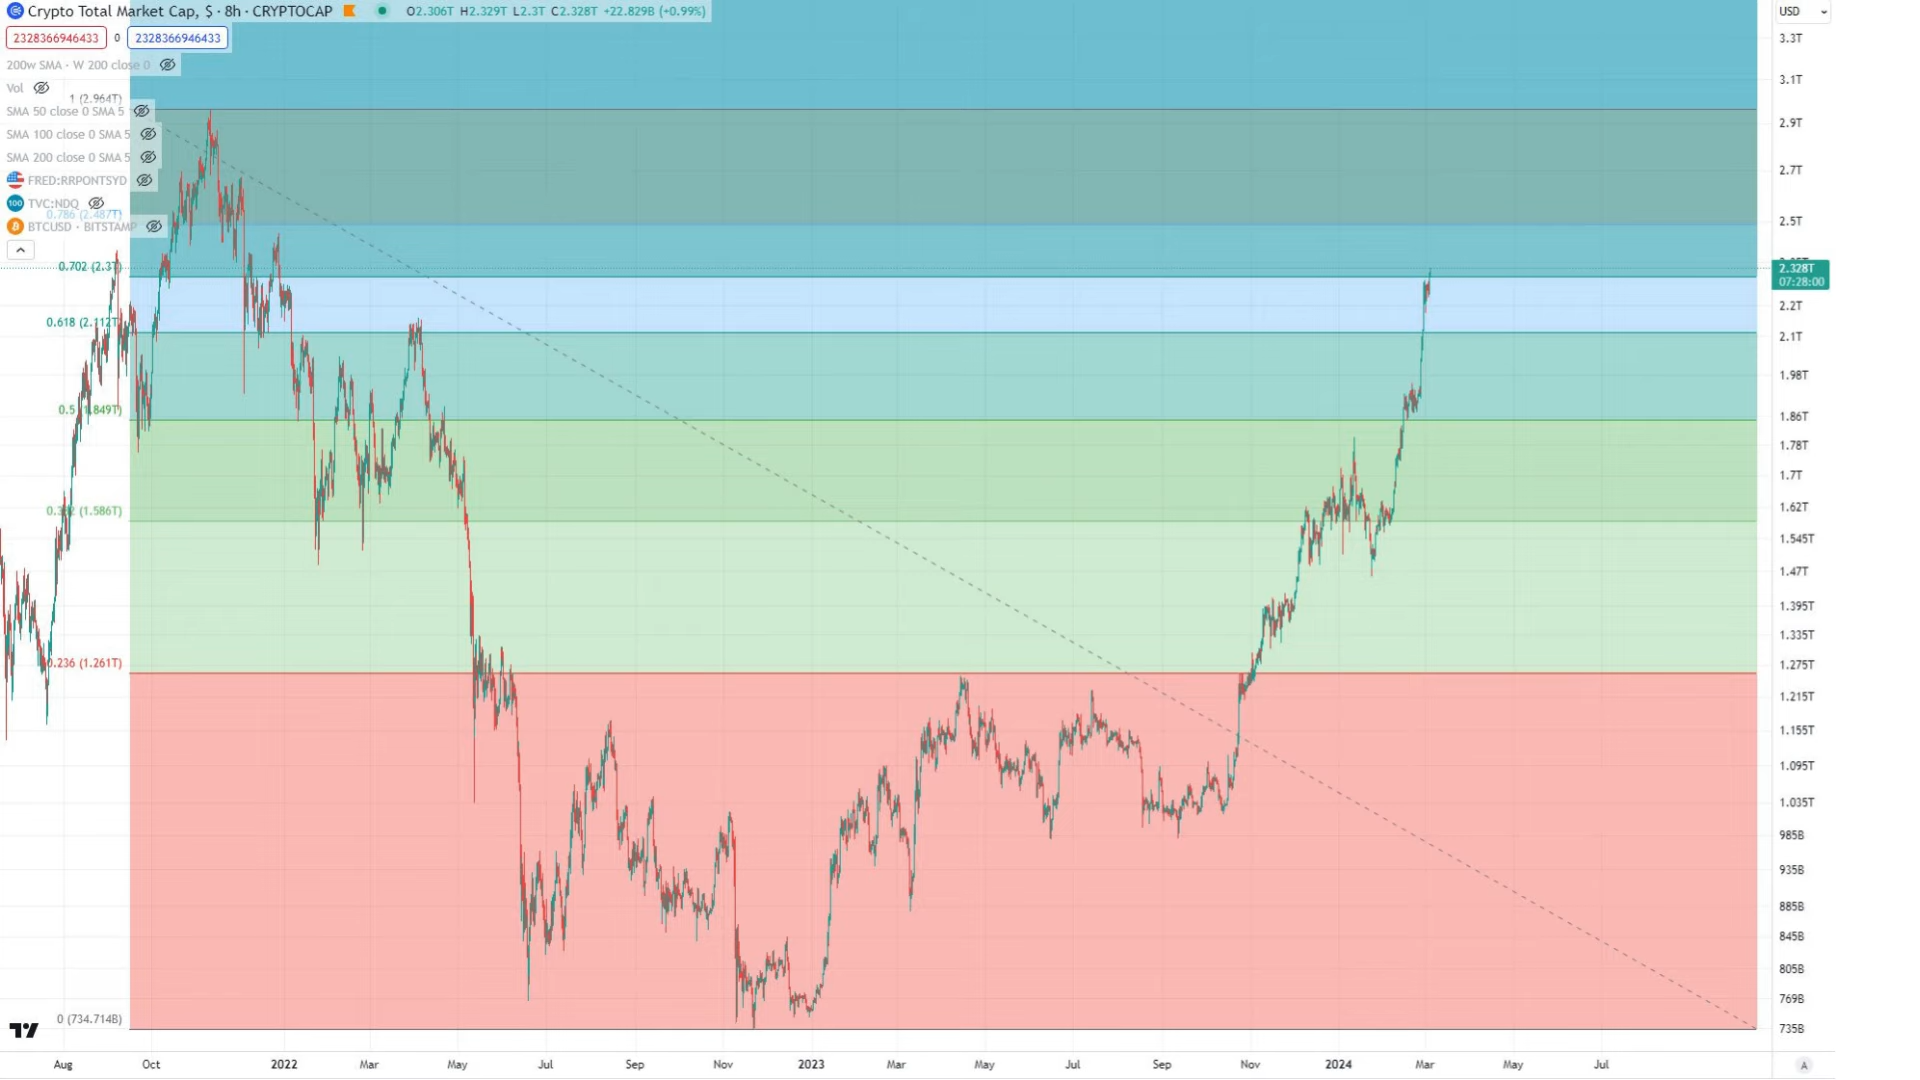 Crypto Total Market Cap, $ · 8h · CRYPTOCAP O2.306T H2.329T L2.3T C2.328T +22.829B (+0.99%)
USD
2328366946433 0 2328366946433
200w SMA · W 200 close 0
Vol
1 (2.964T)
SMA 50 close 0 SMA 5
SMA 100 close 0 SMA 5
SMA 200 close 0 SMA 5
FRED:RRPONTSYD
100 TVC:NDQ
0.786 (2.487T)
BTCUSD · BITSTAMP
0.702 (2.3T)
0.618 (2.112T)
0.5 (1.849T)
(1.586T)
0.236 (1.261T)
0 (734.714B)
3.3T
3.1T
2.9T
2.7T
2.5T
2.328T
07:28:00
2.2T
2.1T
1.98T
1.86T
1.78T
1.7T
1.62T
1.545T
1.47T
1.395T
1.335T
1.275T
1.215T
1.155T
1.095T
1.035T
985B
935B
885B
845B
805B
769B
735B
Aug Oct 2022 Mar May Jul Sep Nov 2023 Mar May Jul Sep Nov 2024 Mar May Jul A